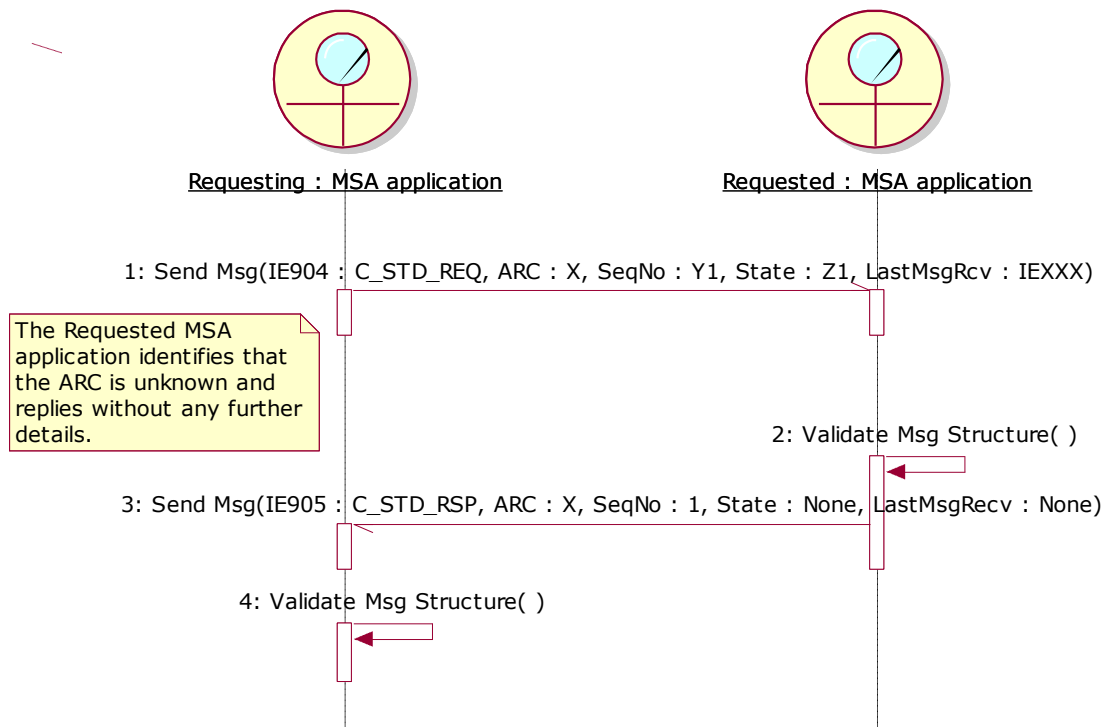 Requesting : MSA application
Requested : MSA application
1: Send Msg(IE904 : C_STD_REQ, ARC : X, SeqNo : Y1, State : Z1, LastMsgRcv : IEXXX)
The Requested MSA
application identifies that
the ARC is unknown and
replies without any further
details.
2: Validate Msg Structure( )
3: Send Msg(IE905 : C_STD_RSP, ARC : X, SeqNo : 1, State : None, LastMsgRecv : None)
4: Validate Msg Structure( )